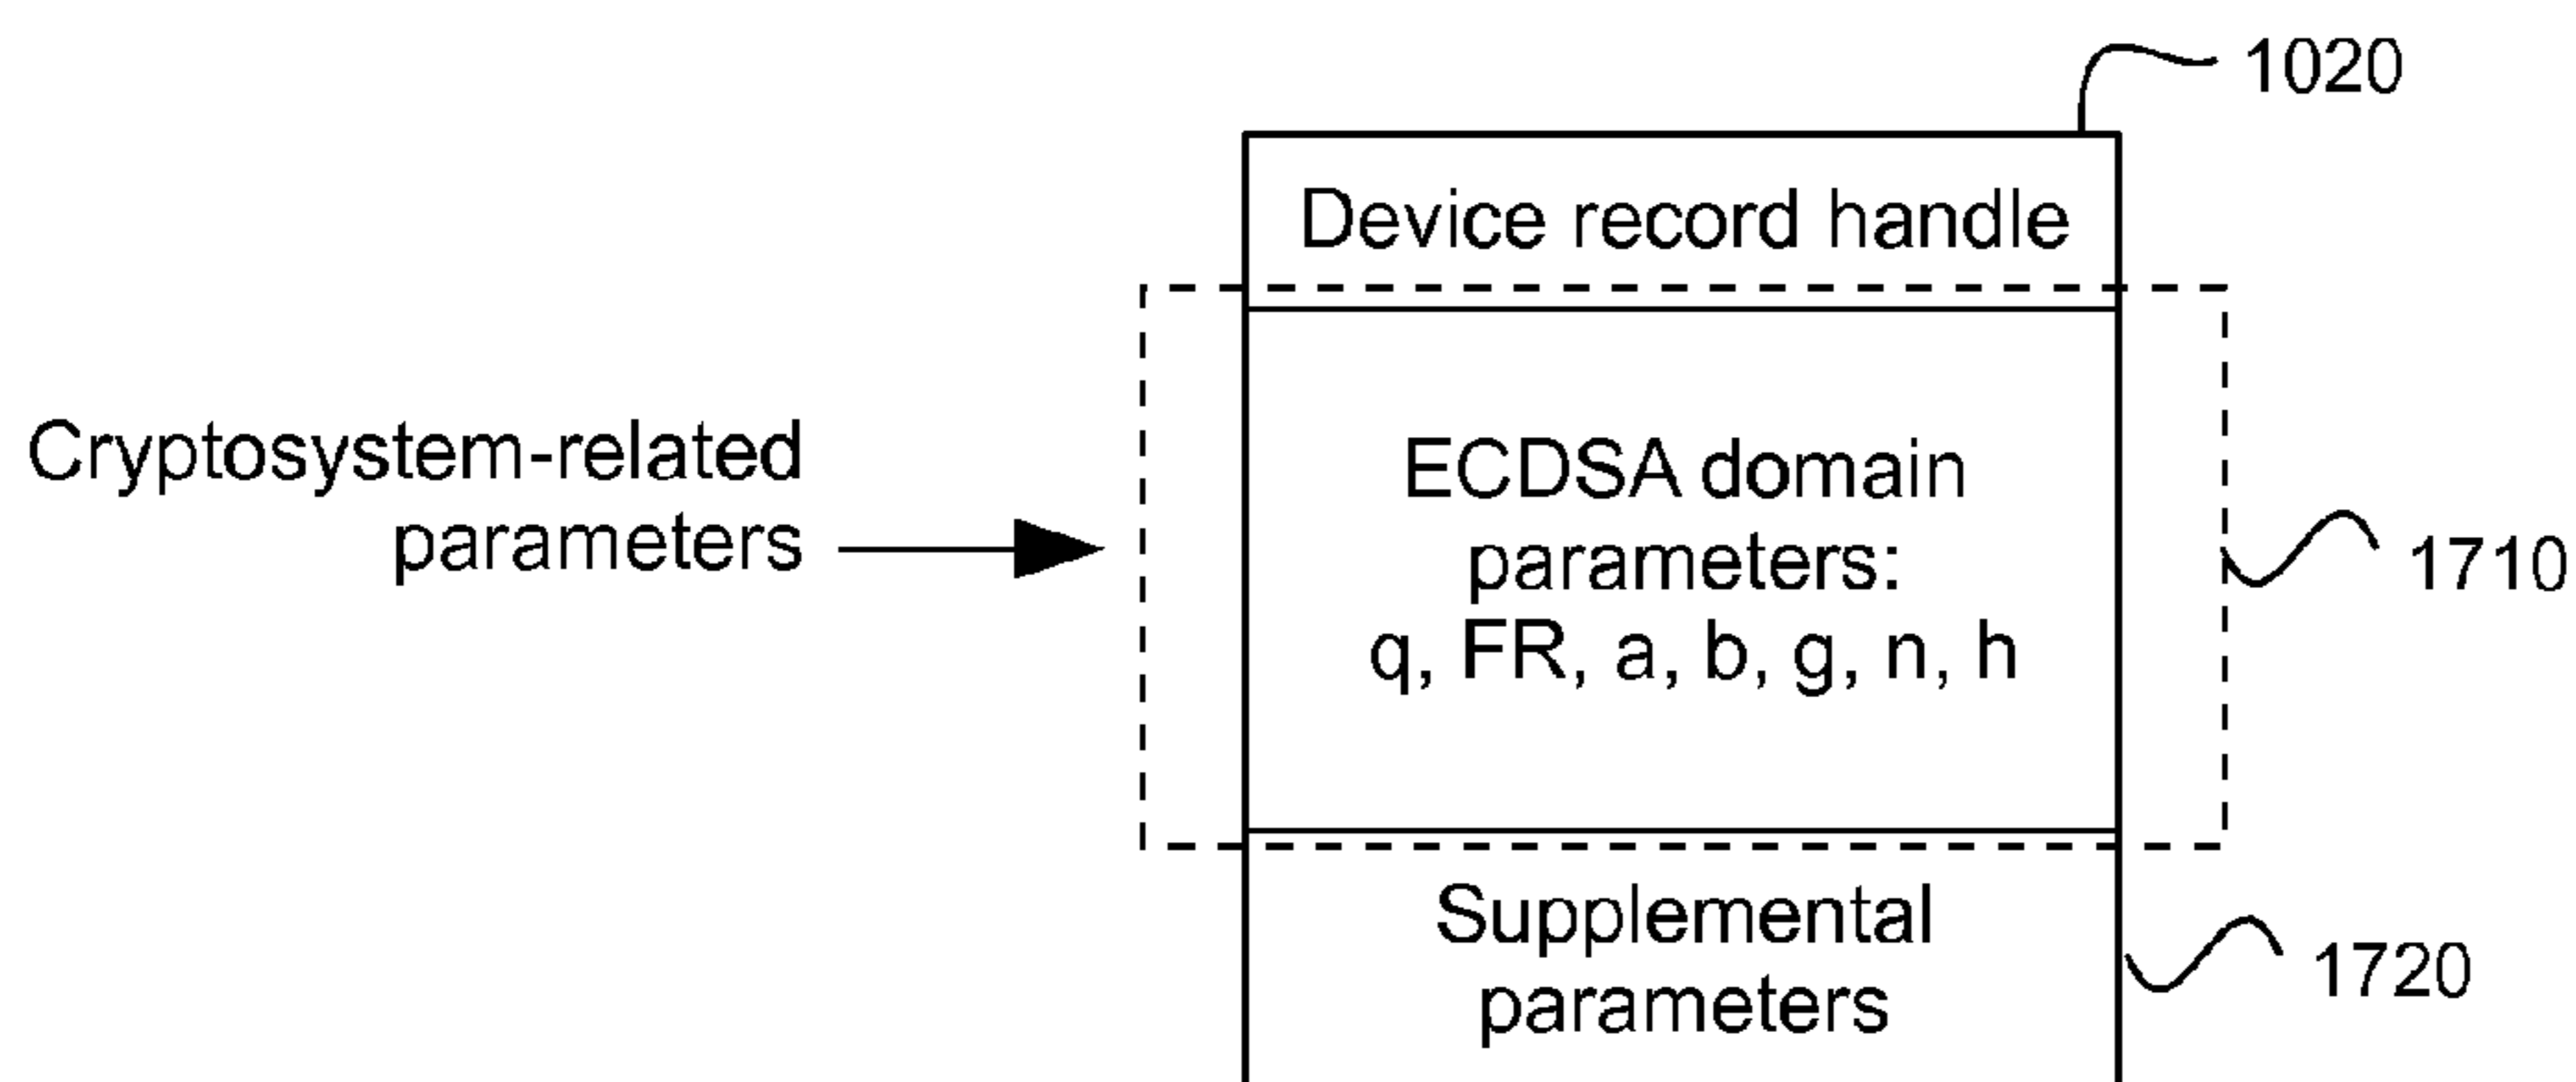 1020
Device record handle
Cryptosystem-related
parameters
ECDSA domain
parameters:
q, FR, a, b, g, n, h
1710
Supplemental
parameters
1720